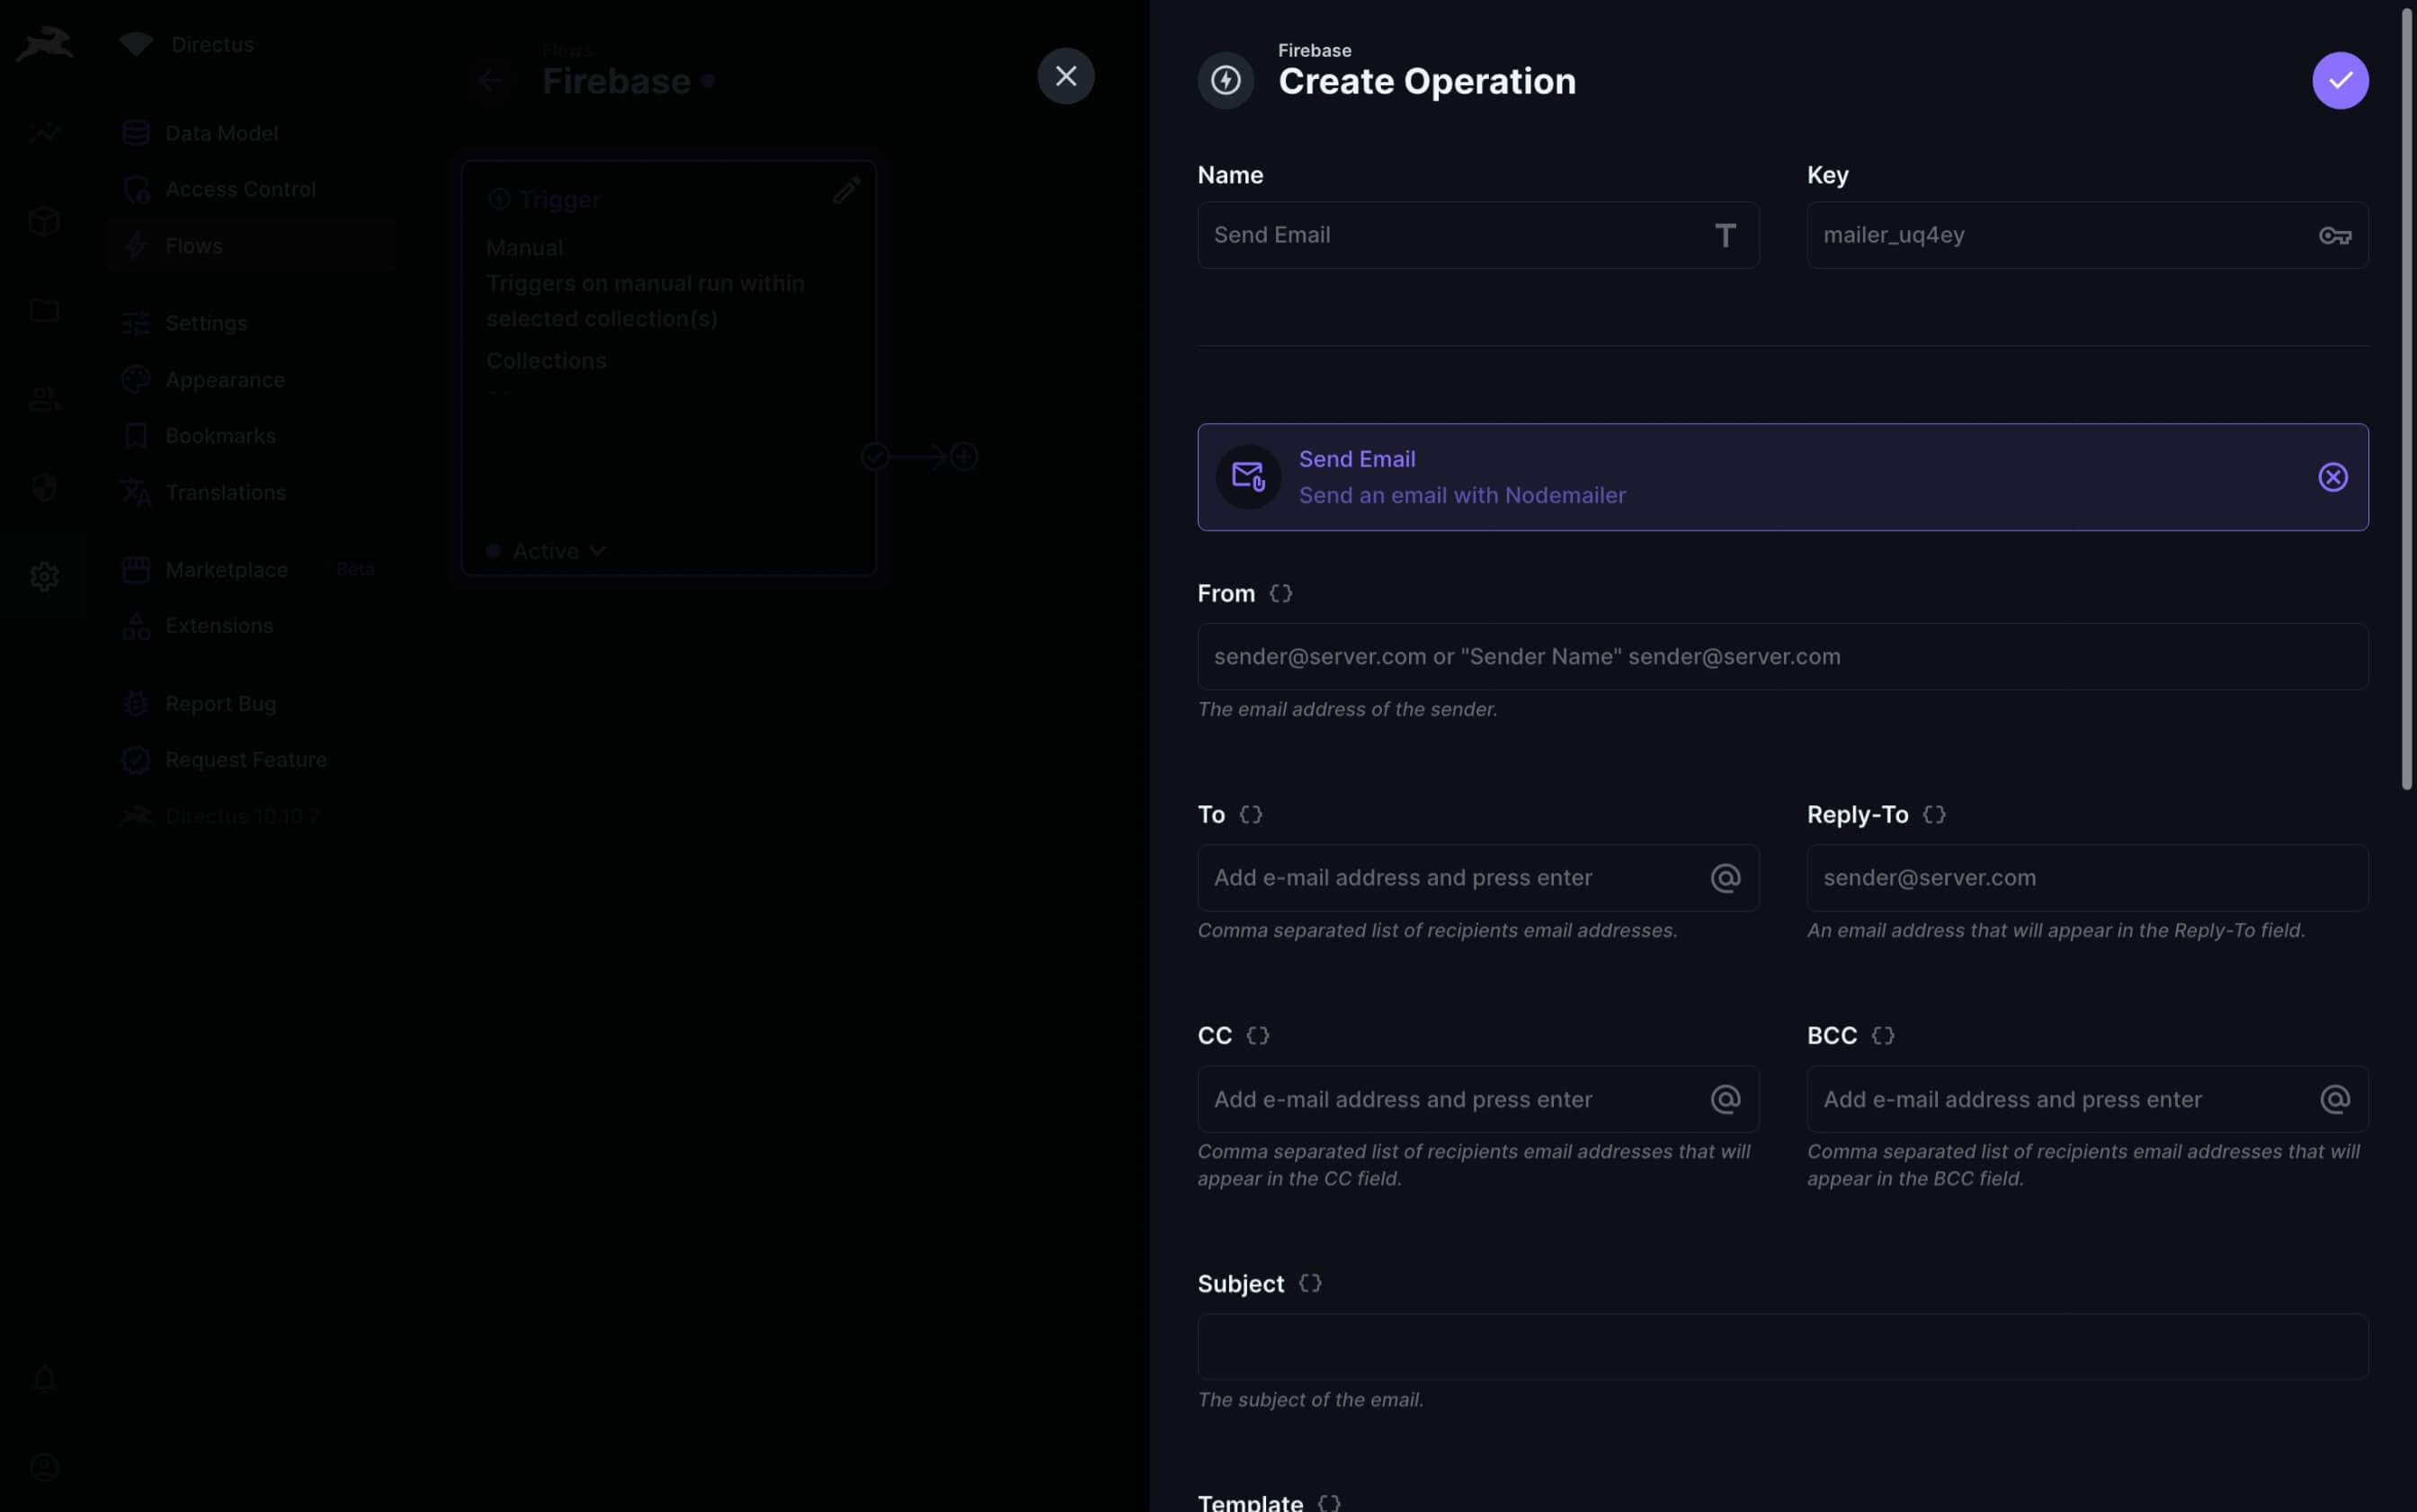 Directus
Data Model
Access Control
Flows
Settings
Appearance
Bookmarks
Translations
Marketplace
Beta
Extensions
Report Bug
Request Feature
Directus 10.10.7
Flows
Firebase
Trigger
Manual
Triggers on manual run within
selected collection(s)
Collections
--
Active
Firebase
Create Operation
Name
Key
Send Email
mailer_uq4ey
Send Email
Send an email with Nodemailer
From {}
sender@server.com or "Sender Name" sender@server.com
The email address of the sender.
To {}
Reply-To {}
Add e-mail address and press enter
sender@server.com
Comma separated list of recipients email addresses.
An email address that will appear in the Reply-To field.
CC {}
BCC {}
Add e-mail address and press enter
Add e-mail address and press enter
Comma separated list of recipients email addresses that will
appear in the CC field.
Comma separated list of recipients email addresses that will
appear in the BCC field.
Subject {}
The subject of the email.
Template {}